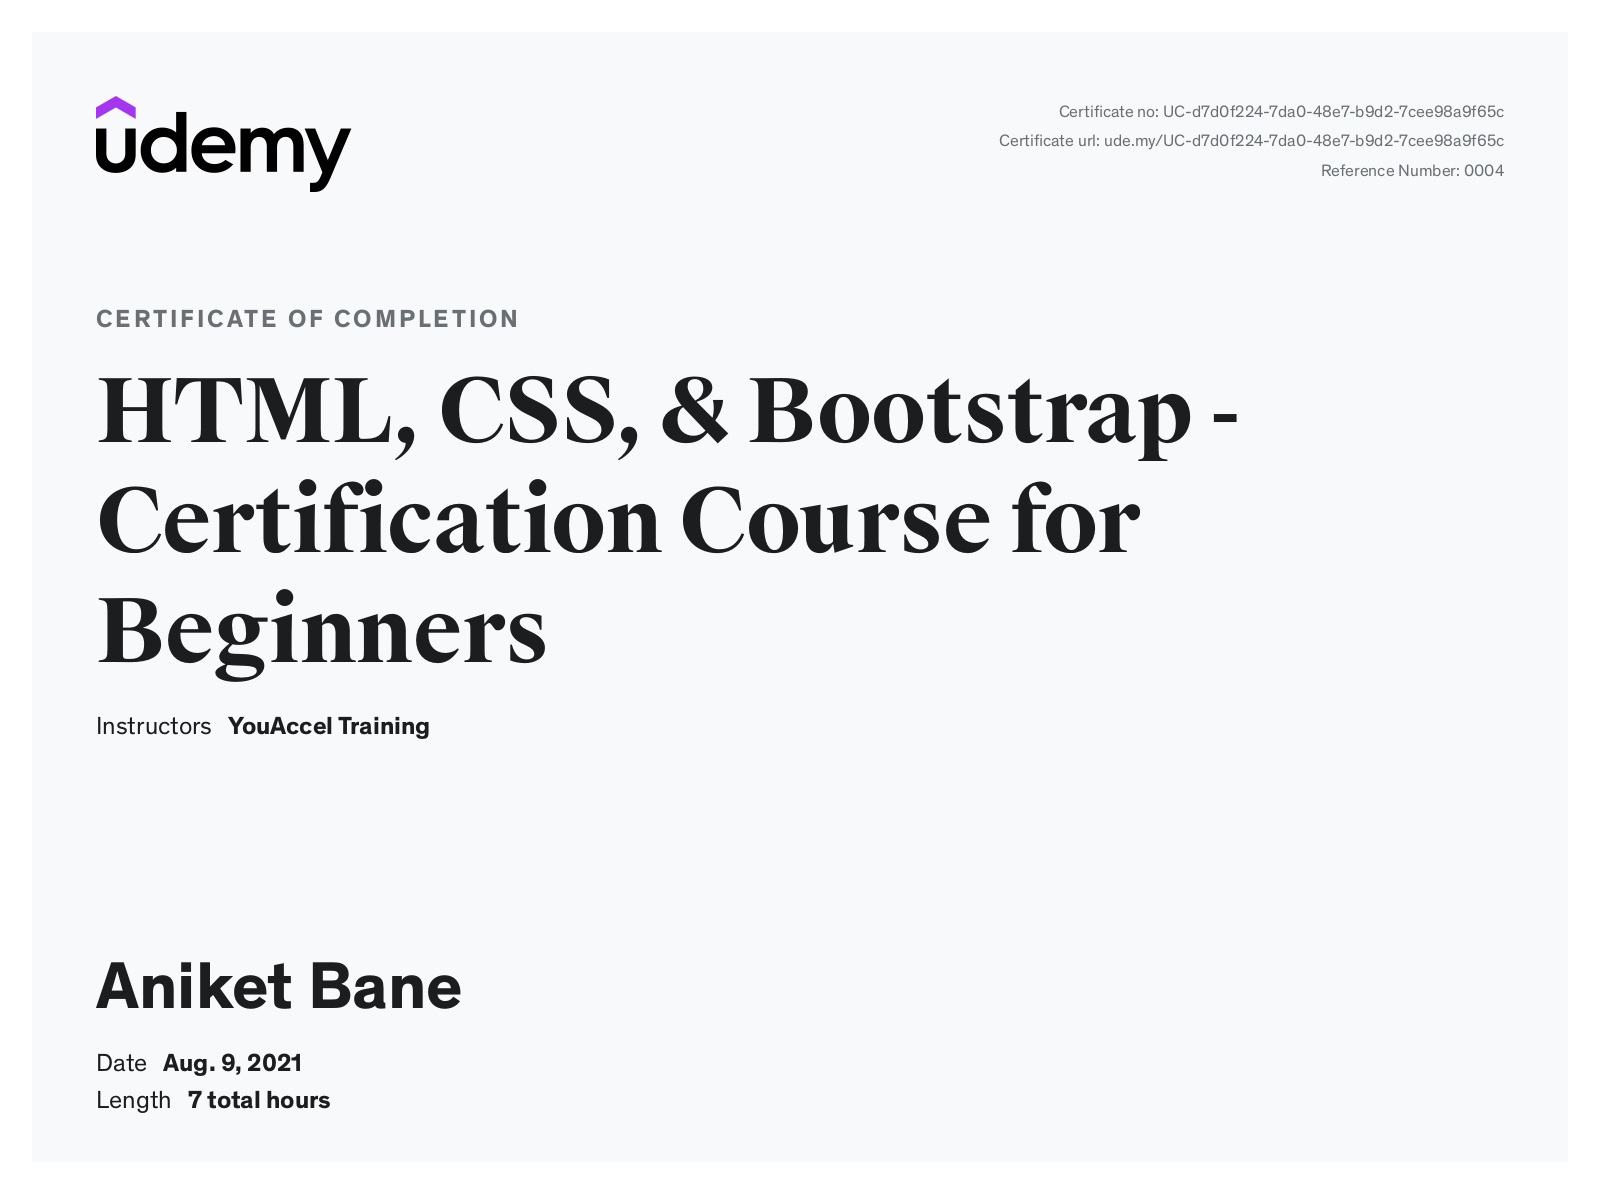 udemy
Certificate no: UC-d7d0f224-7da0-48e7-b9d2-7cee98a9f65c
Certificate url: ude.my/UC-d7d0f224-7da0-48e7-b9d2-7cee98a9f65c
Reference Number: 0004
CERTIFICATE OF COMPLETION
HTML, CSS, & Bootstrap -
Certification Course for
Beginners
Instructors YouAccel Training
Aniket Bane
Date Aug. 9, 2021
Length 7 total hours